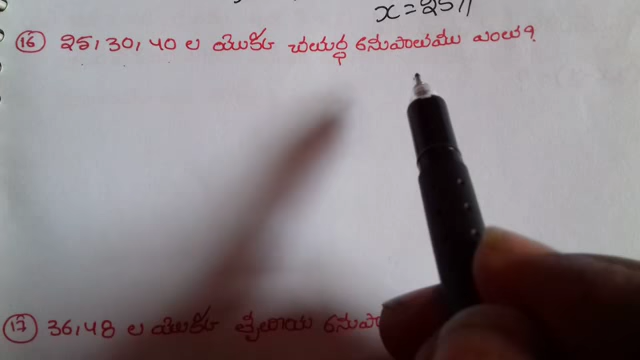 x = 25//
16 25, 30, 40 ల యొక్క చతుర్థ అనుపాతము ఎంత?
17 36, 48 ల యొక్క తృతీయ అనుపా